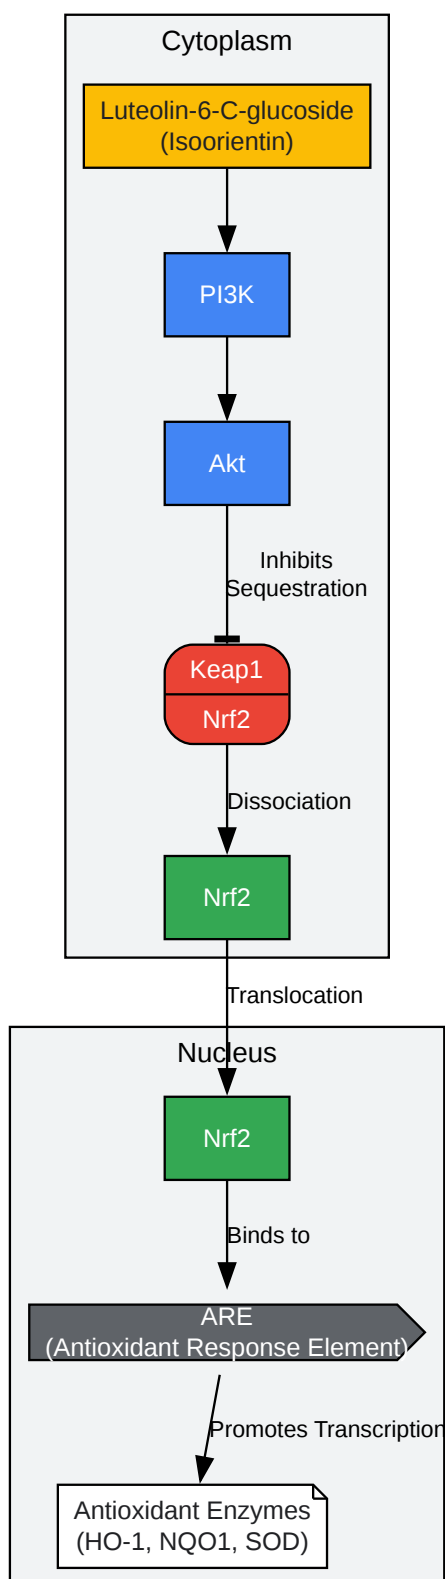 Cytoplasm
Luteolin-6-C-glucoside
(Isoorientin)
PI3K
Akt
Inhibits
Sequestration
Keap1
Nrf2
Dissociation
Nrf2
Translocation
Nucleus
Nrf2
Binds to
ARE
(Antioxidant Response Element)
Promotes Transcription
Antioxidant Enzymes
(HO-1, NQO1, SOD)